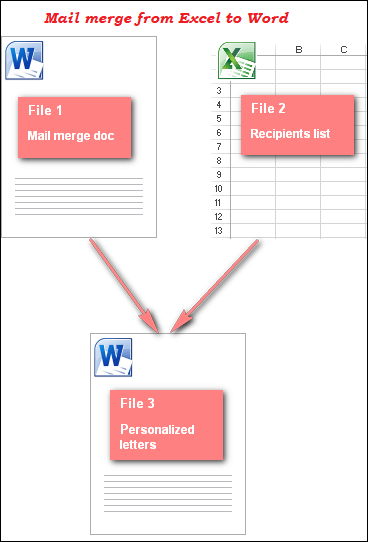 Mail merge from Excel to Word
W
X
B
C
File 1
Mail merge doc
File 2
Recipients list
3
4
5
6
7
8
9
10
11
12
13
W
File 3
Personalized
letters